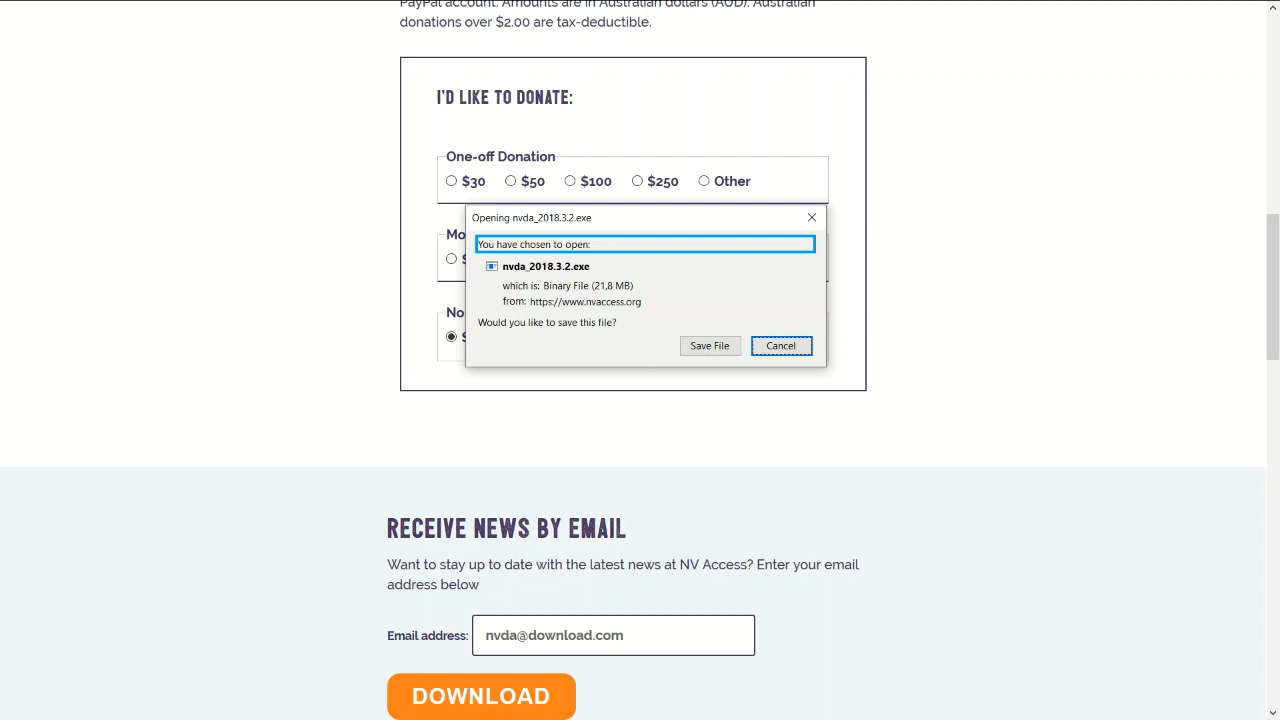 PayPal account. Amounts are in Australian dollars (AUD). Australian
donations over $2.00 are tax-deductible.
I'D LIKE TO DONATE:
One-off Donation
$30 $50 $100 $250 Other
Mo
No
Opening nvda_2018.3.2.exe
You have chosen to open:
nvda_2018.3.2.exe
which is: Binary File (21,8 MB)
from: https://www.nvaccess.org
Would you like to save this file?
Save File Cancel
RECEIVE NEWS BY EMAIL
Want to stay up to date with the latest news at NV Access? Enter your email
address below
Email address: nvda@download.com
DOWNLOAD